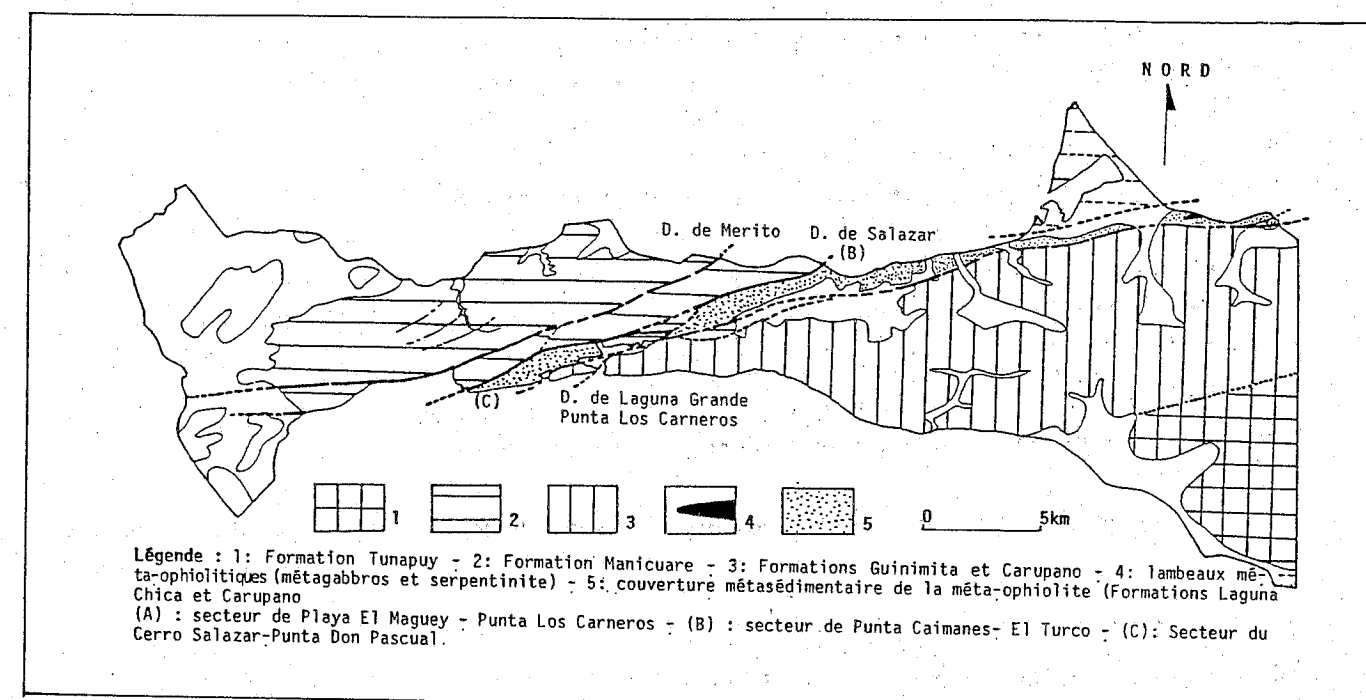 NORD
D. de Merito
D. de Salazar
(B)
(C)
D. de Laguna Grande
Punta Los Carneros
1
2
3
4
5
0 5km
Légende : 1: Formation Tunapuy - 2: Formation Manicuare - 3: Formations Guinimita et Carupano - 4: lambeaux mé-
ta-ophiolitiques (métagabbros et serpentinite) - 5: couverture métasédimentaire de la méta-ophiolite (Formations Laguna
Chica et Carupano
(A) : secteur de Playa El Maguey - Punta Los Carneros - (B) : secteur de Punta Caimanes- El Turco - (C): Secteur du
Cerro Salazar-Punta Don Pascual.